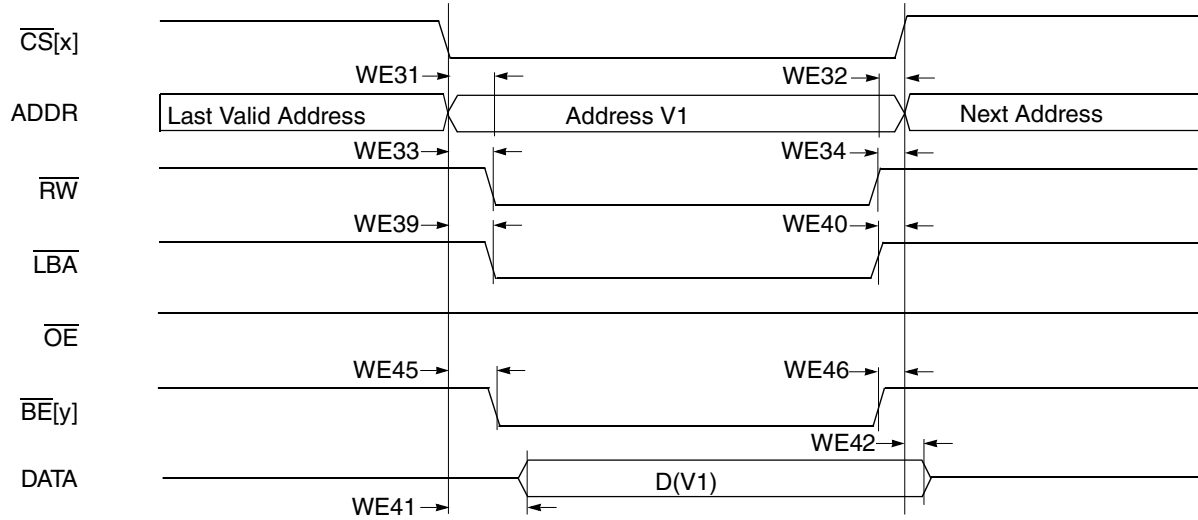 CS[x]
WE31
WE32
ADDR
Last Valid Address
Address V1
Next Address
WE33
WE34
RW
WE39
WE40
LBA
OE
WE45
WE46
BE[y]
WE42
DATA
D(V1)
WE41